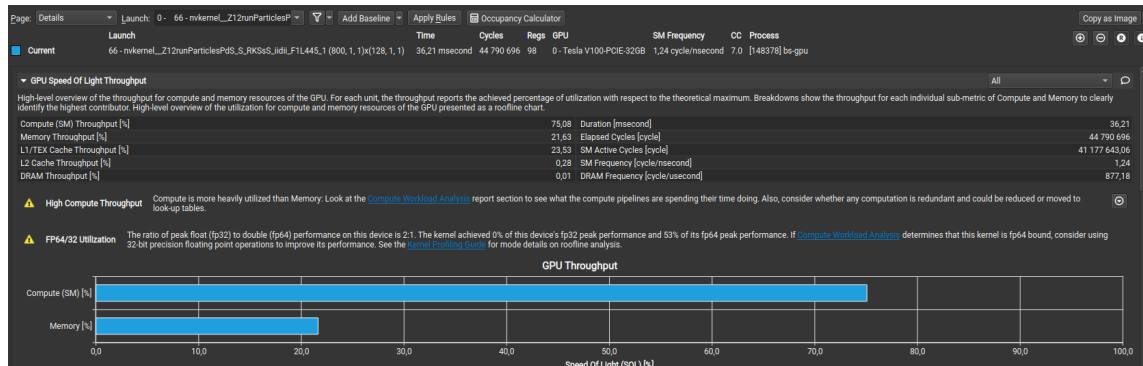 Page: Details Launch: 0 - 66 - nvkernel__Z12runParticlesP Add Baseline Apply Rules Occupancy Calculator Copy as Image
Launch Time Cycles Regs GPU SM Frequency CC Process
Current 66 - nvkernel__Z12runParticlesPdS_S_RKSsS_iidii_F1L445_1 (800, 1, 1)x(128, 1, 1) 36,21 msecond 44 790 696 98 0 - Tesla V100-PCIE-32GB 1,24 cycle/nsecond 7.0 [148378] bs-gpu
GPU Speed Of Light Throughput All
High-level overview of the throughput for compute and memory resources of the GPU. For each unit, the throughput reports the achieved percentage of utilization with respect to the theoretical maximum. Breakdowns show the throughput for each individual sub-metric of Compute and Memory to clearly
identify the highest contributor. High-level overview of the utilization for compute and memory resources of the GPU presented as a roofline chart.
Compute (SM) Throughput [%] 75,08 Duration [msecond] 36,21
Memory Throughput [%] 21,63 Elapsed Cycles [cycle] 44 790 696
L1/TEX Cache Throughput [%] 23,53 SM Active Cycles [cycle] 41 177 643,06
L2 Cache Throughput [%] 0,28 SM Frequency [cycle/nsecond] 1,24
DRAM Throughput [%] 0,01 DRAM Frequency [cycle/usecond] 877,18
High Compute Throughput Compute is more heavily utilized than Memory: Look at the Compute Workload Analysis report section to see what the compute pipelines are spending their time doing. Also, consider whether any computation is redundant and could be reduced or moved to
look-up tables.
FP64/32 Utilization The ratio of peak float (fp32) to double (fp64) performance on this device is 2:1. The kernel achieved 0% of this device's fp32 peak performance and 53% of its fp64 peak performance. If Compute Workload Analysis determines that this kernel is fp64 bound, consider using
32-bit precision floating point operations to improve its performance. See the Kernel Profiling Guide for mode details on roofline analysis.
GPU Throughput
Compute (SM) [%]
Memory [%]
0,0 10,0 20,0 30,0 40,0 50,0 60,0 70,0 80,0 90,0 100,0
Speed Of Light (SOL) [%]